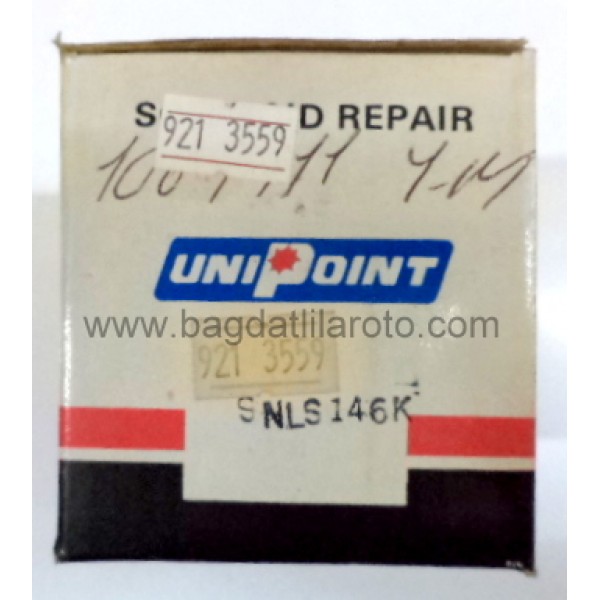 REPAIR
921 3559
UNIPOINT
www.bagdatlilaroto.com
921 3559
SNLS146K